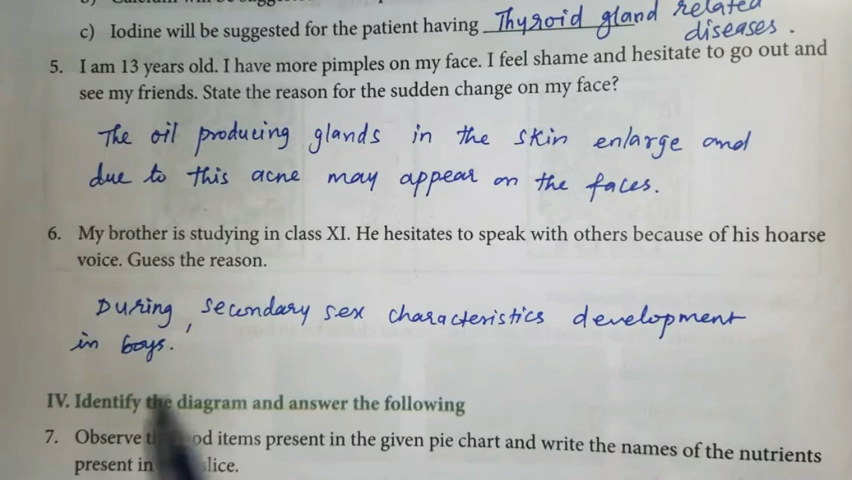 c) Iodine will be suggested for the patient having Thyroid gland related
diseases.
5. I am 13 years old. I have more pimples on my face. I feel shame and hesitate to go out and
see my friends. State the reason for the sudden change on my face?
The oil producing glands in the skin enlarge and
due to this acne may appear on the faces.
6. My brother is studying in class XI. He hesitates to speak with others because of his hoarse
voice. Guess the reason.
During, secondary sex characteristics development
in boys.
IV. Identify the diagram and answer the following
7. Observe items present in the given pie chart and write the names of the nutrients
present in